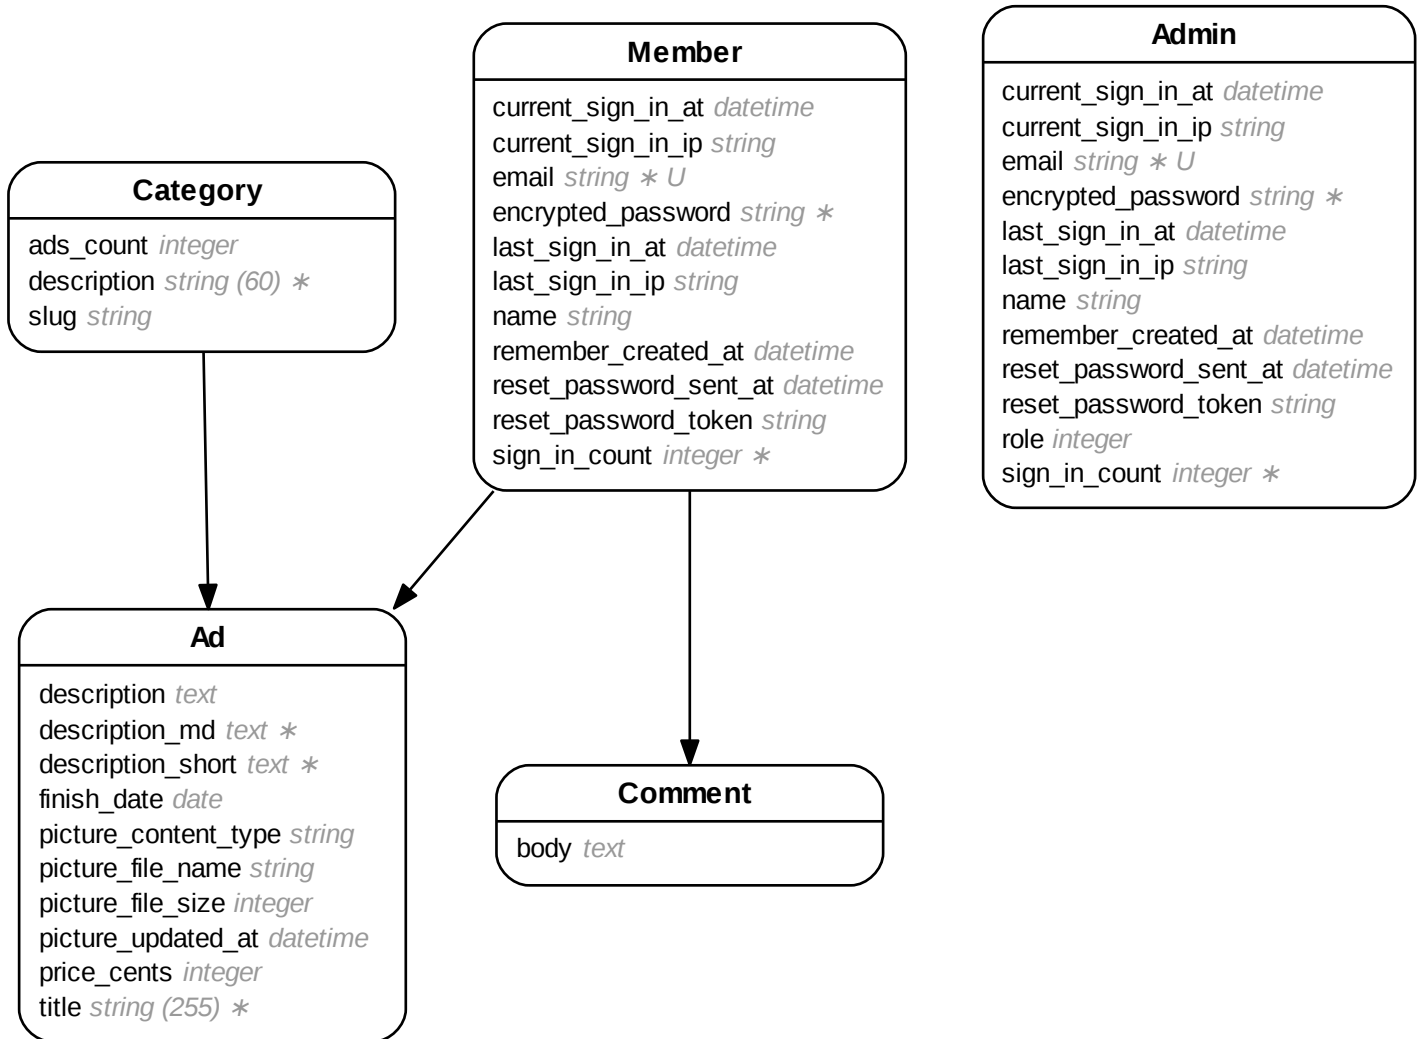 Member
current_sign_in_at datetime
current_sign_in_ip string
email string ∗ U
encrypted_password string ∗
last_sign_in_at datetime
last_sign_in_ip string
name string
remember_created_at datetime
reset_password_sent_at datetime
reset_password_token string
sign_in_count integer ∗
Admin
current_sign_in_at datetime
current_sign_in_ip string
email string ∗ U
encrypted_password string ∗
last_sign_in_at datetime
last_sign_in_ip string
name string
remember_created_at datetime
reset_password_sent_at datetime
reset_password_token string
role integer
sign_in_count integer ∗
Category
ads_count integer
description string (60) ∗
slug string
Ad
description text
description_md text ∗
description_short text ∗
finish_date date
picture_content_type string
picture_file_name string
picture_file_size integer
picture_updated_at datetime
price_cents integer
title string (255) ∗
Comment
body text